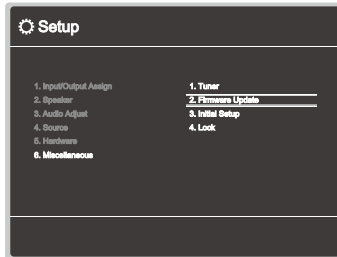 Setup
1. Input/Output Assign
2. Speaker
3. Audio Adjust
4. Source
5. Hardware
6. Miscellaneous
1. Tuner
2. Firmware Update
3. Initial Setup
4. Lock